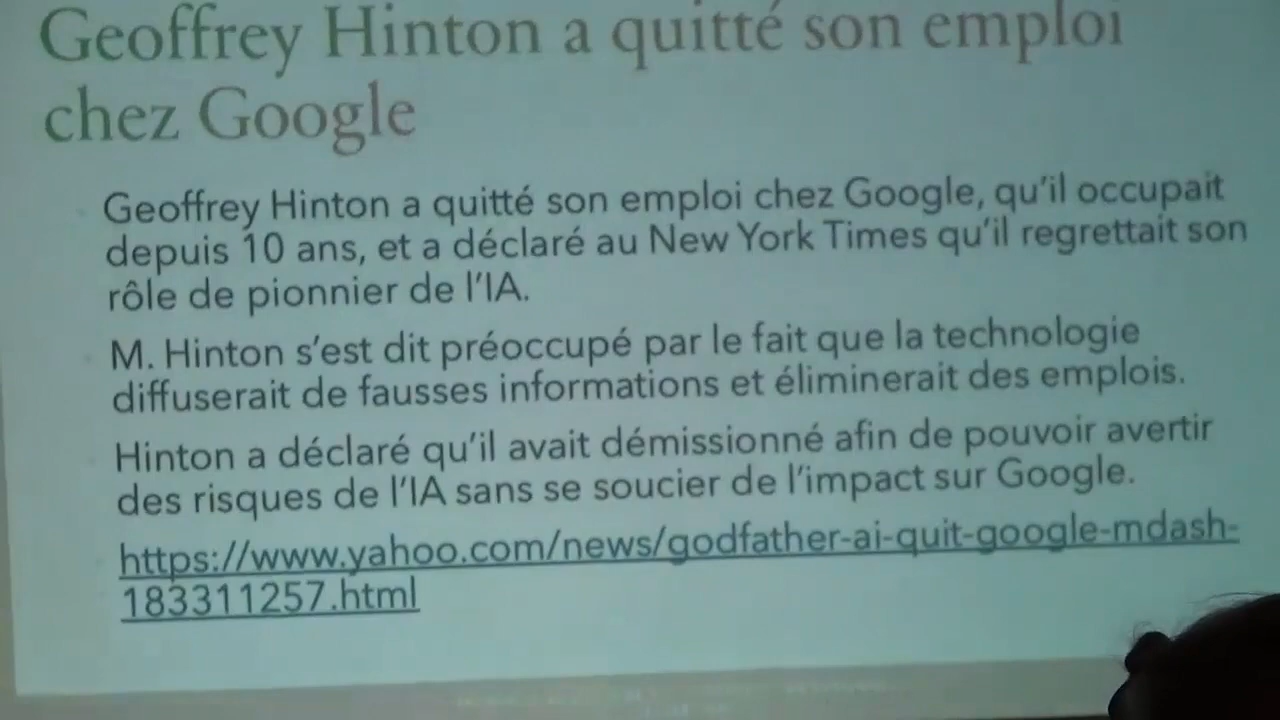 Geoffrey Hinton a quitté son emploi
chez Google
Geoffrey Hinton a quitté son emploi chez Google, qu'il occupait
depuis 10 ans, et a déclaré au New York Times qu'il regrettait son
rôle de pionnier de l'IA.
M. Hinton s'est dit préoccupé par le fait que la technologie
diffuserait de fausses informations et éliminerait des emplois.
Hinton a déclaré qu'il avait démissionné afin de pouvoir avertir
des risques de l'IA sans se soucier de l'impact sur Google.
https://www.yahoo.com/news/godfather-ai-quit-google-mdash-
183311257.html